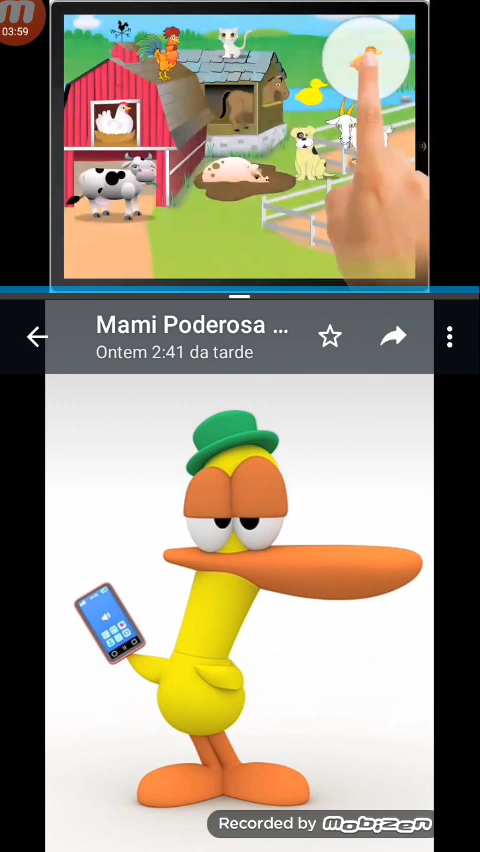 03:59
Mami Poderosa ...
Ontem 2:41 da tarde
Recorded by Mobizen